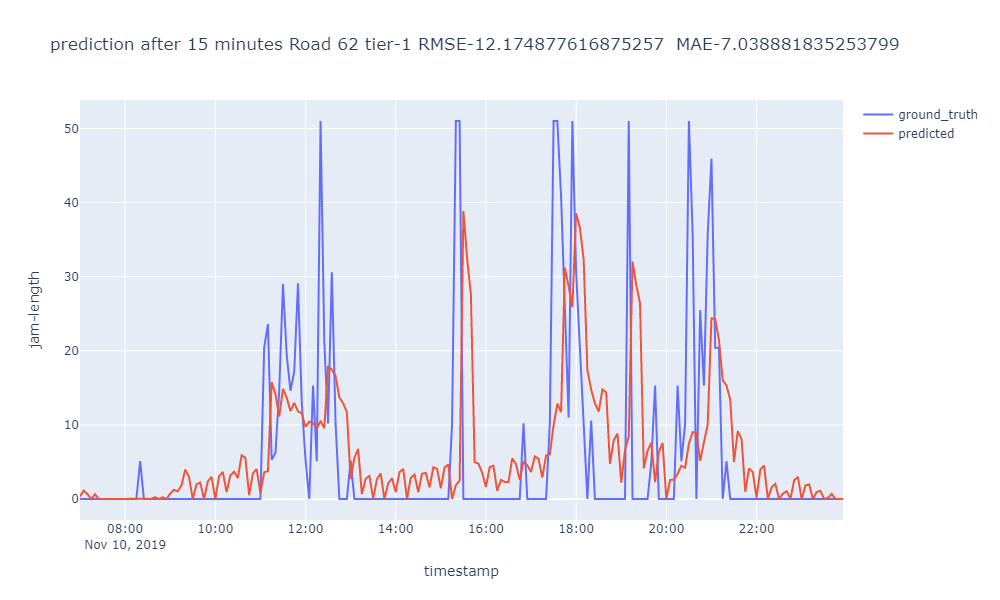 prediction after 15 minutes Road 62 tier-1 RMSE-12.174877616875257  MAE-7.038881835253799
ground_truth
predicted
50
40
30
20
10
0
jam-length
08:00 10:00 12:00 14:00 16:00 18:00 20:00 22:00
Nov 10, 2019
timestamp